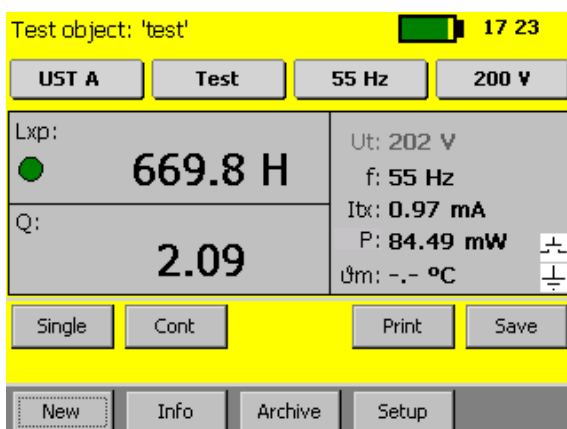 Test object: 'test' 17 23
UST A Test 55 Hz 200 V
Lxp:
669.8 H
Q:
2.09
Ut: 202 V
f: 55 Hz
Itx: 0.97 mA
P: 84.49 mW
ϑm: -.- ºC
Single Cont Print Save
New Info Archive Setup